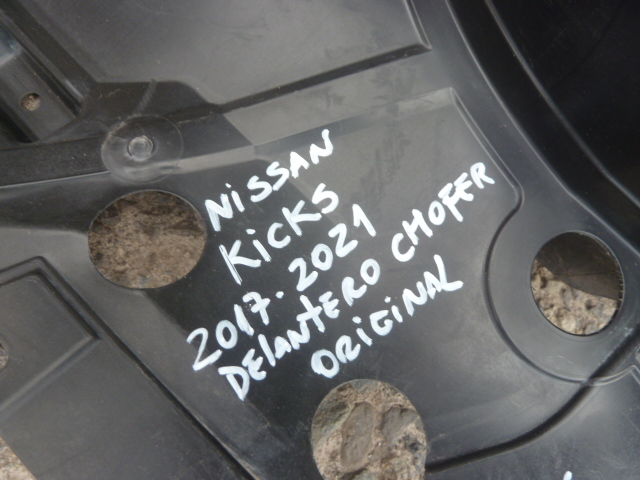 NISSAN
KICKS
2017.2021
DELANTERO CHOFER
ORIGINAL